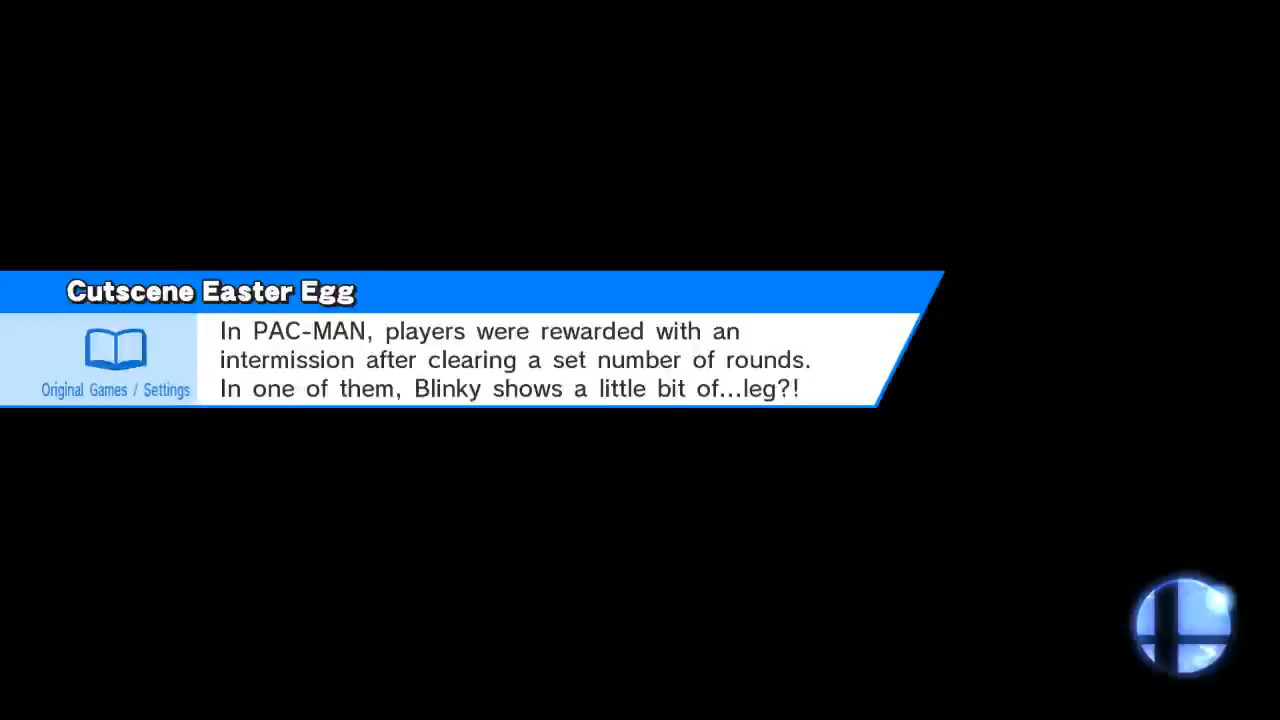 Cutscene Easter Egg
In PAC-MAN, players were rewarded with an
intermission after clearing a set number of rounds.
In one of them, Blinky shows a little bit of...leg?!
Original Games / Settings